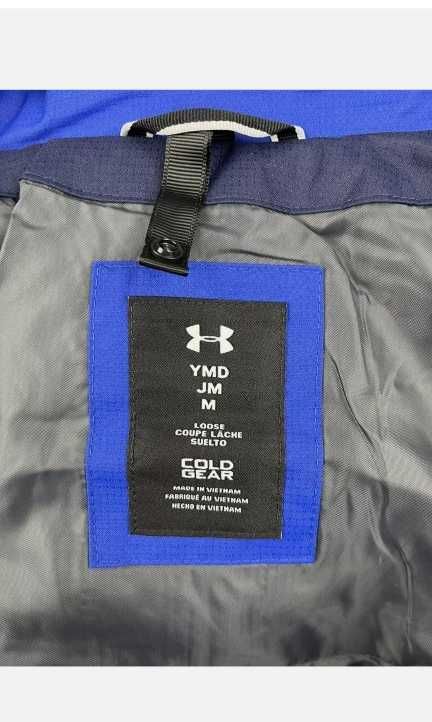 YMD
JM
M
LOOSE
COUPE LÂCHE
SUELTO
COLD
GEAR
MADE IN VIETNAM
FABRIQUÉ AU VIETNAM
HECHO EN VIETNAM